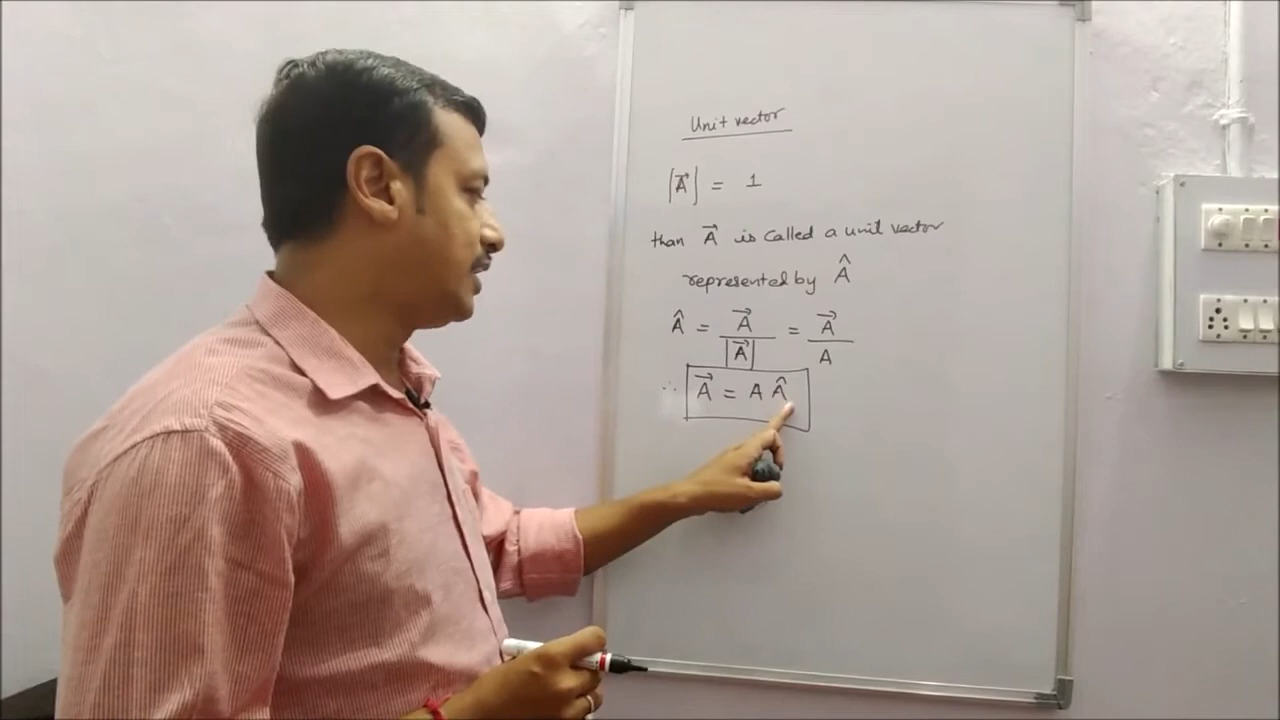 Unit vector
|A⃗| = 1
than A⃗ is called a unit vector
represented by Â
Â = A⃗ / |A⃗| = A⃗ / A
∴ A⃗ = A Â